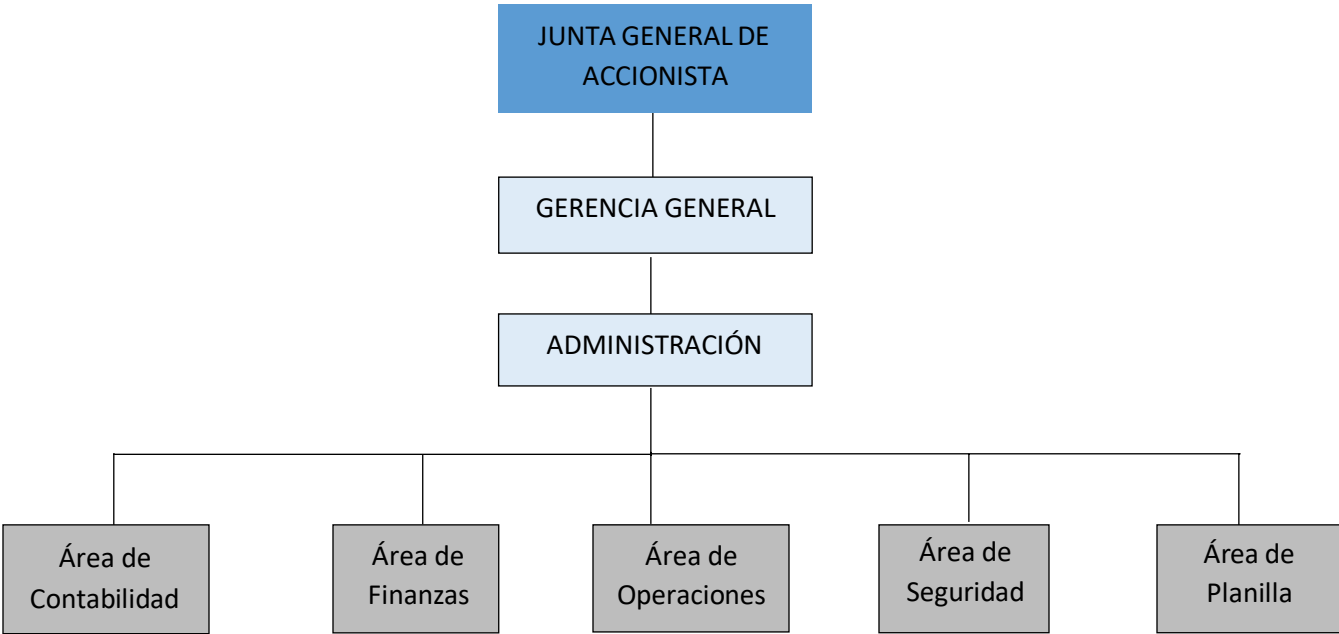 JUNTA GENERAL DE
ACCIONISTA
GERENCIA GENERAL
ADMINISTRACIÓN
Área de
Contabilidad
Área de
Finanzas
Área de
Operaciones
Área de
Seguridad
Área de
Planilla